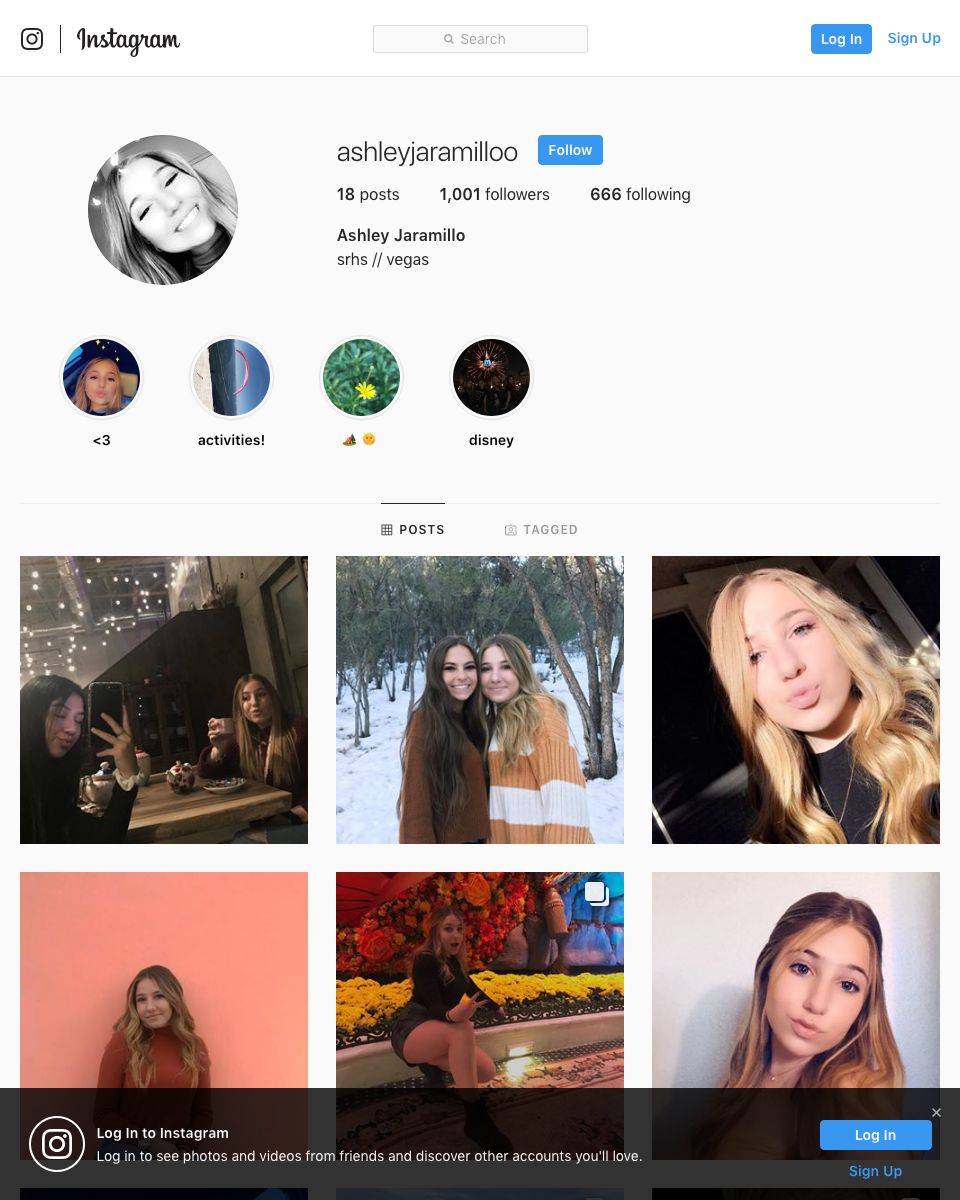 Instagram
Search
Log In
Sign Up
ashleyjaramilloo
Follow
18 posts
1,001 followers
666 following
Ashley Jaramillo
srhs // vegas
<3
activities!
🏕️ 🌞
disney
POSTS
TAGGED
Log In to Instagram
Log in to see photos and videos from friends and discover other accounts you'll love.
Log In
Sign Up